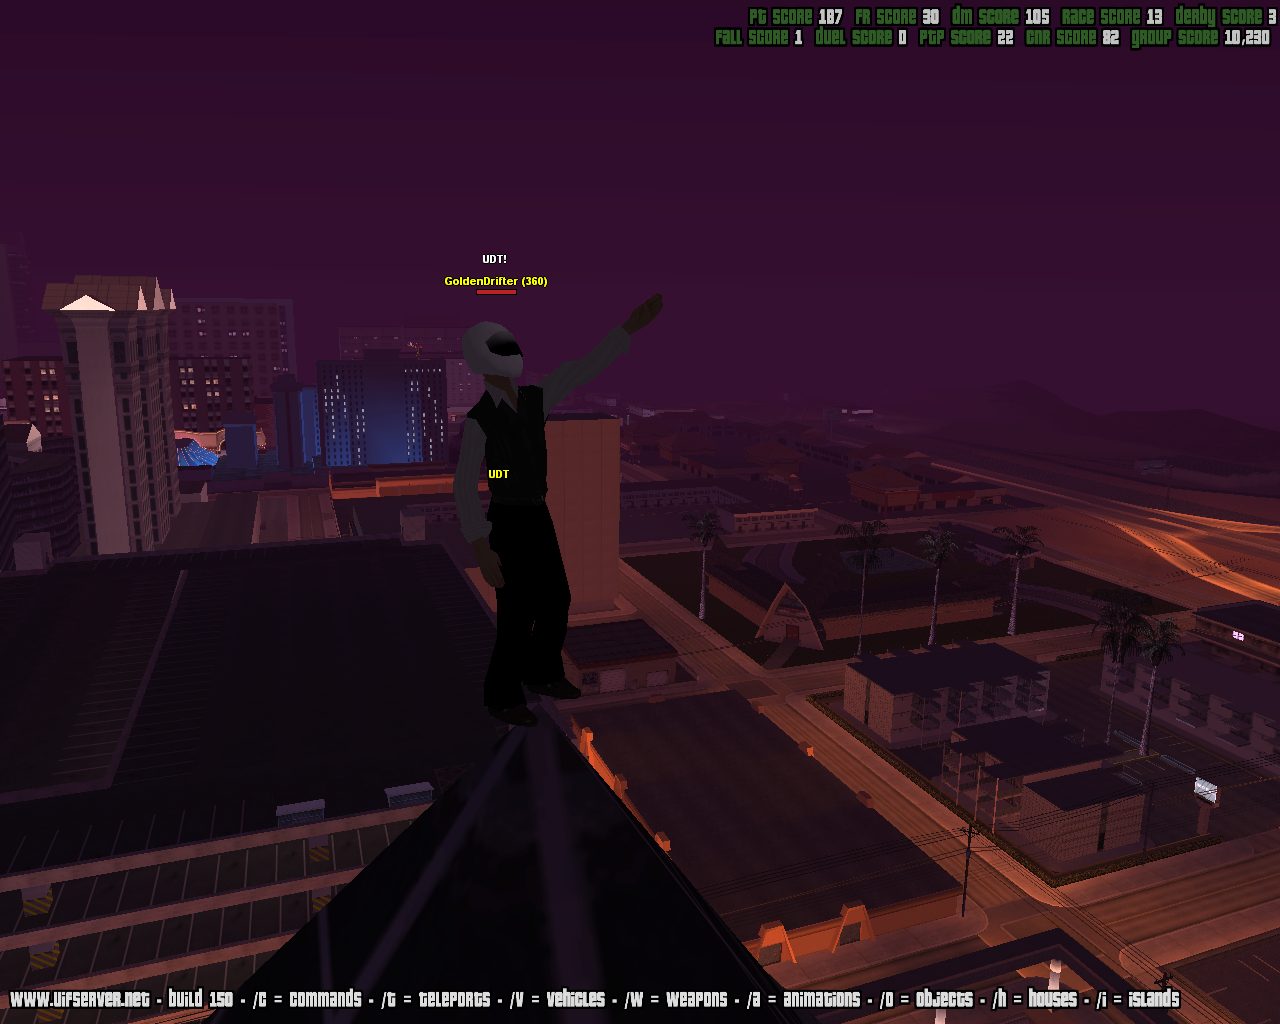 Pt score 187 FR score 30 dm score 105 Race score 13 derby score 3
Fall score 1 duel score 0 PTP score 22 CNR score 82 group score 10,230
UDT!
GoldenDrifter (360)
UDT
www.uifserver.net - build 150 - /c = commands - /t = teleports - /v = vehicles - /w = weapons - /a = animations - /o = objects - /h = houses - /i = islands